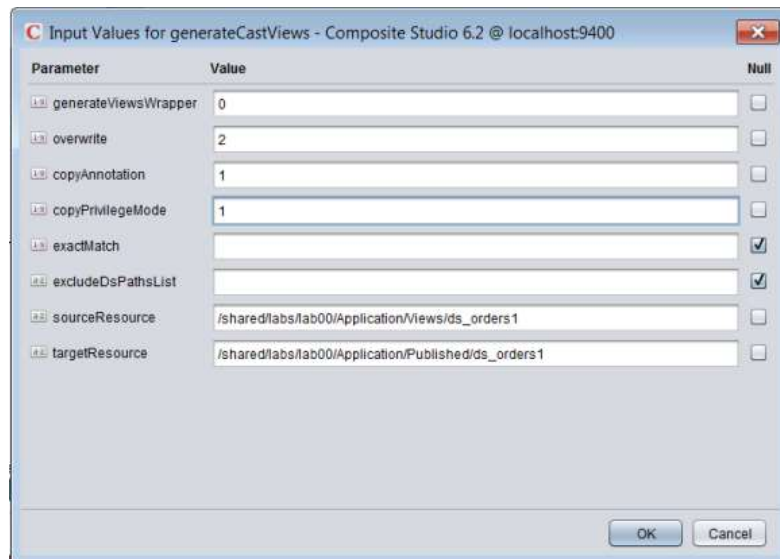 C Input Values for generateCastViews - Composite Studio 6.2 @ localhost:9400
Parameter Value Null
generateViewsWrapper 0
overwrite 2
copyAnnotation 1
copyPrivilegeMode 1
exactMatch
excludeDsPathsList
sourceResource /shared/labs/lab00/Application/Views/ds_orders1
targetResource /shared/labs/lab00/Application/Published/ds_orders1
OK Cancel